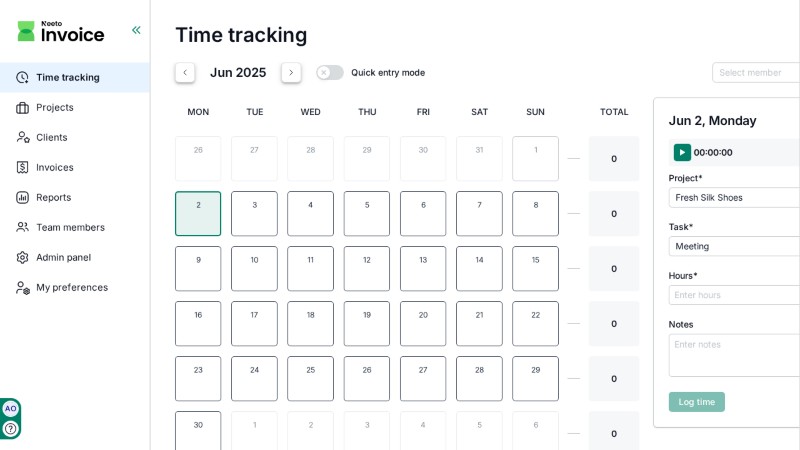 Neeto
Invoice
Time tracking
Projects
Clients
Invoices
Reports
Team members
Admin panel
My preferences
AO
Time tracking
Jun 2025
Quick entry mode
Select member
MON TUE WED THU FRI SAT SUN TOTAL
26 27 28 29 30 31 1 0
2 3 4 5 6 7 8 0
9 10 11 12 13 14 15 0
16 17 18 19 20 21 22 0
23 24 25 26 27 28 29 0
30 1 2 3 4 5 6 0
Jun 2, Monday
00:00:00
Project*
Fresh Silk Shoes
Task*
Meeting
Hours*
Enter hours
Notes
Enter notes
Log time